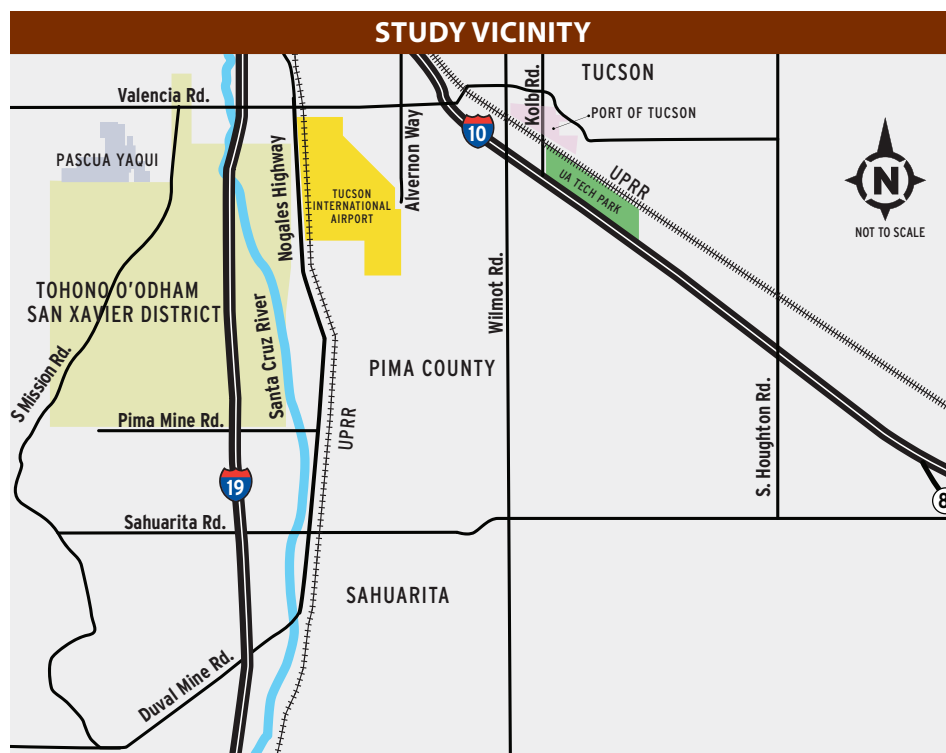 STUDY VICINITY
TUCSON
Valencia Rd.
Kolb Rd.
PORT OF TUCSON
10
Alvernon Way
PASCUA YAQUI
UPRR
UA TECH PARK
Nogales Highway
TUCSON
INTERNATIONAL
AIRPORT
N
NOT TO SCALE
TOHONO O'ODHAM
SAN XAVIER DISTRICT
Wilmot Rd.
Santa Cruz River
S Mission Rd.
PIMA COUNTY
Pima Mine Rd.
UPRR
S. Houghton Rd.
19
8
Sahuarita Rd.
SAHUARITA
Duval Mine Rd.